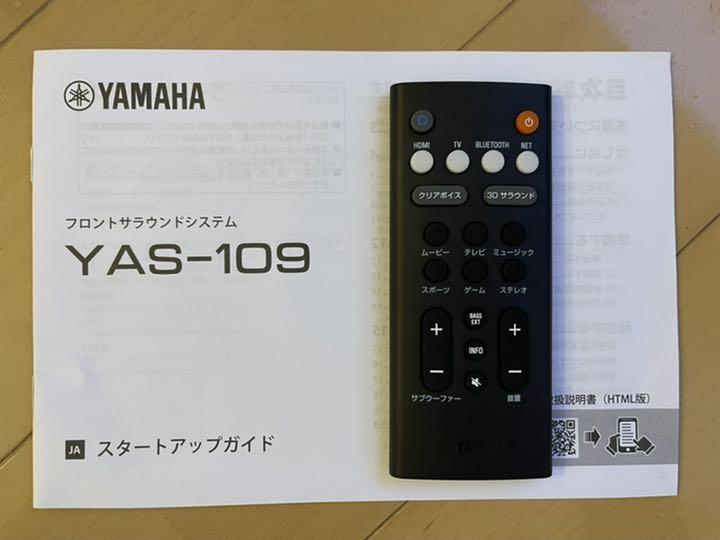 YAMAHA
フロントサラウンドシステム
YAS-109
JA スタートアップガイド
HDMI TV BLUETOOTH NET
クリアボイス 3D サラウンド
ムービー テレビ ミュージック
スポーツ ゲーム ステレオ
BASS
EXT
INFO
サブウーファー 音量
YAMAHA
扱説明書（HTML版）